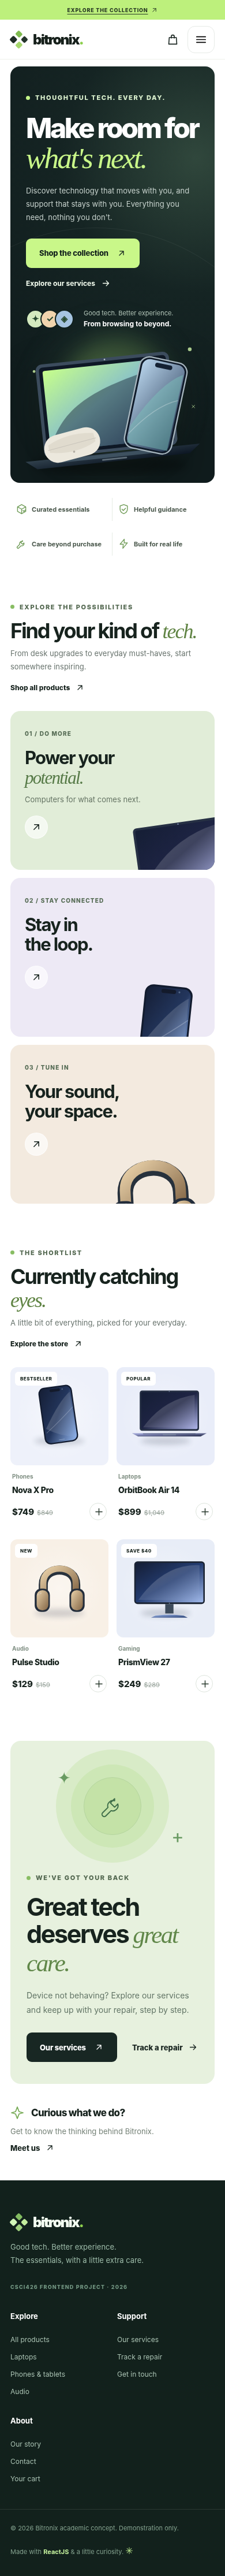 EXPLORE THE COLLECTION
bitronix.
THOUGHTFUL TECH. EVERY DAY.
Make room for
what's next.
Discover technology that moves with you, and
support that stays with you. Everything you
need, nothing you don't.
Shop the collection
Explore our services
Good tech. Better experience.
From browsing to beyond.
Curated essentials
Helpful guidance
Care beyond purchase
Built for real life
EXPLORE THE POSSIBILITIES
Find your kind of tech.
From desk upgrades to everyday must-haves, start
somewhere inspiring.
Shop all products
01 / DO MORE
Power your
potential.
Computers for what comes next.
02 / STAY CONNECTED
Stay in
the loop.
03 / TUNE IN
Your sound,
your space.
THE SHORTLIST
Currently catching
eyes.
A little bit of everything, picked for your everyday.
Explore the store
BESTSELLER
Phones
Nova X Pro
$749 $849
POPULAR
Laptops
OrbitBook Air 14
$899 $1,049
NEW
Audio
Pulse Studio
$129 $159
SAVE $40
Gaming
PrismView 27
$249 $289
WE'VE GOT YOUR BACK
Great tech
deserves great
care.
Device not behaving? Explore our services
and keep up with your repair, step by step.
Our services
Track a repair
Curious what we do?
Get to know the thinking behind Bitronix.
Meet us
bitronix.
Good tech. Better experience.
The essentials, with a little extra care.
CSCI426 FRONTEND PROJECT · 2026
Explore
All products
Laptops
Phones & tablets
Audio
Support
Our services
Track a repair
Get in touch
About
Our story
Contact
Your cart
© 2026 Bitronix academic concept. Demonstration only.
Made with ReactJS & a little curiosity.